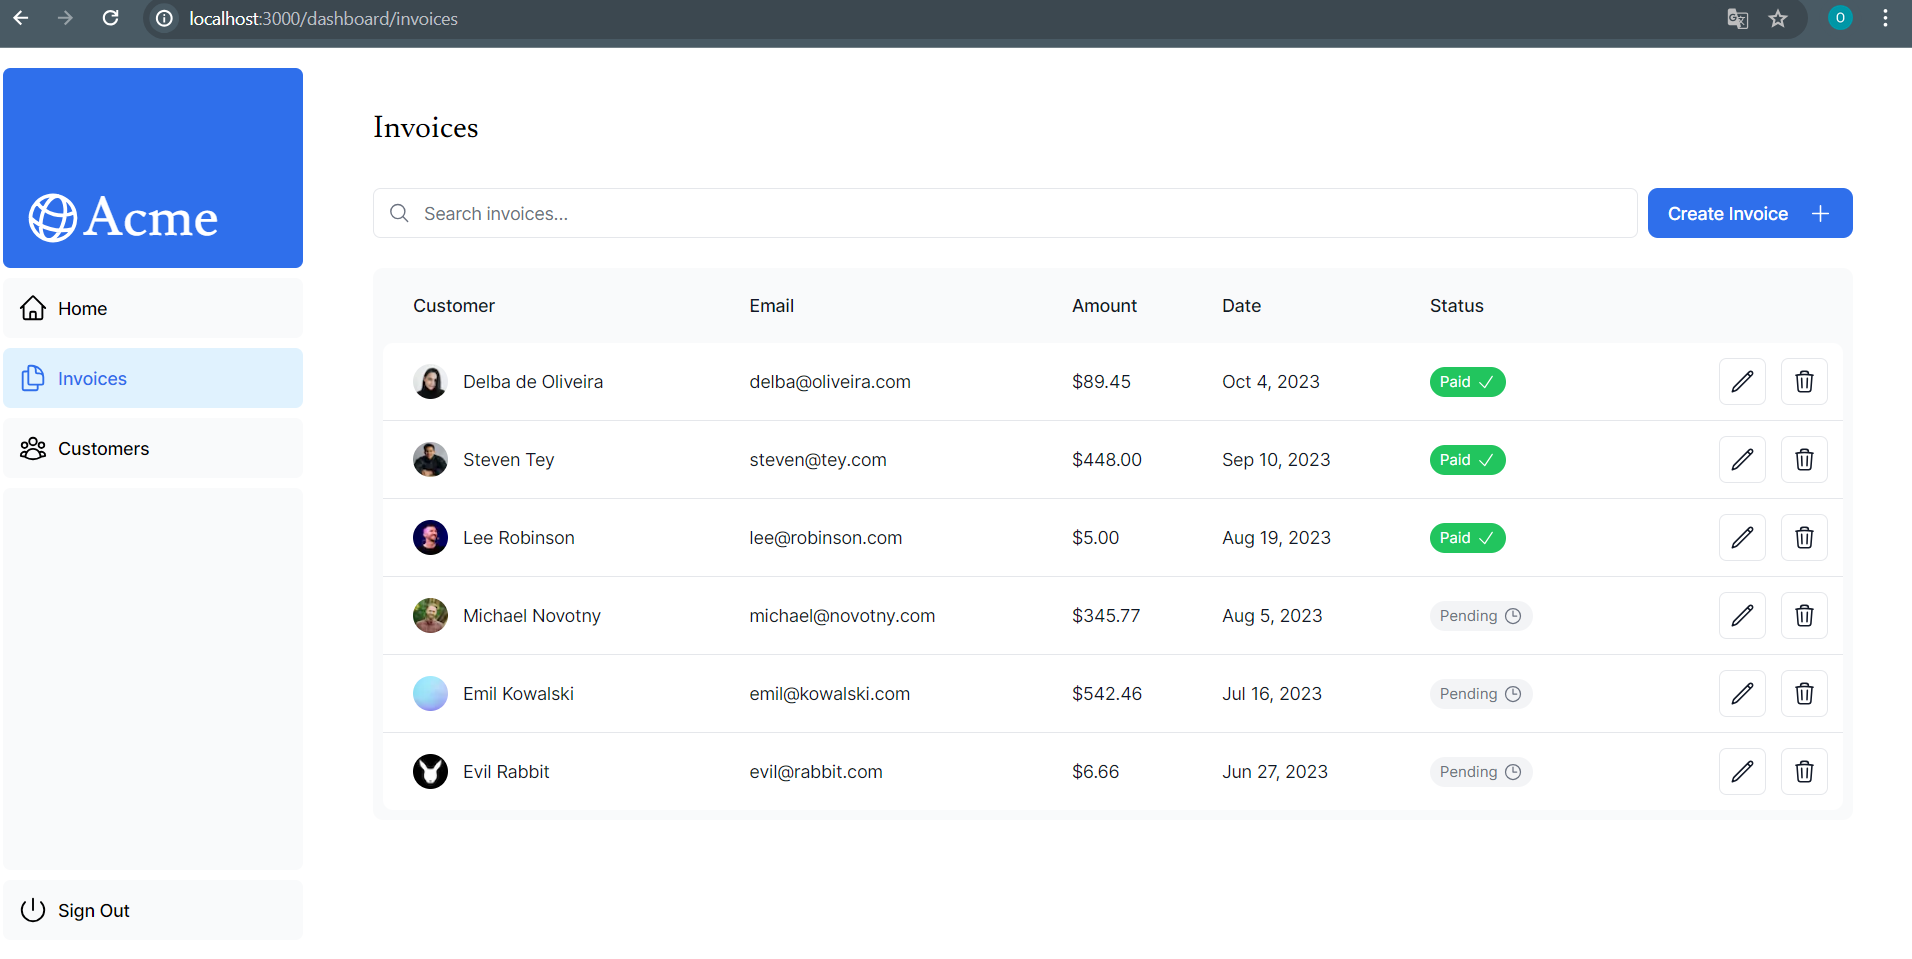 localhost:3000/dashboard/invoices
O
Acme
Home
Invoices
Customers
Sign Out
Invoices
Search invoices...
Create Invoice
Customer Email Amount Date Status
Delba de Oliveira delba@oliveira.com $89.45 Oct 4, 2023 Paid
Steven Tey steven@tey.com $448.00 Sep 10, 2023 Paid
Lee Robinson lee@robinson.com $5.00 Aug 19, 2023 Paid
Michael Novotny michael@novotny.com $345.77 Aug 5, 2023 Pending
Emil Kowalski emil@kowalski.com $542.46 Jul 16, 2023 Pending
Evil Rabbit evil@rabbit.com $6.66 Jun 27, 2023 Pending